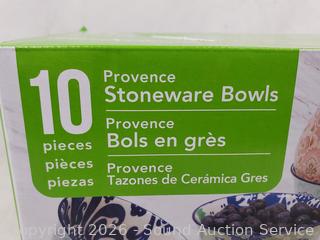 10
pieces
pièces
piezas
Provence
Stoneware Bowls
Provence
Bols en grès
Provence
Tazones de Cerámica Gres
Copyright 2026 - Sound Auction Service